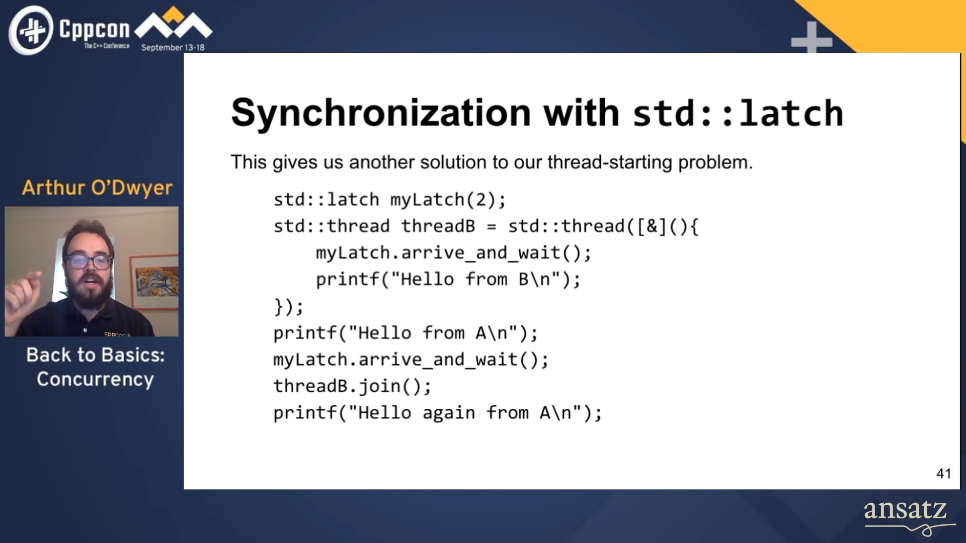 Cppcon
The C++ Conference
September 13-18
Arthur O'Dwyer
Back to Basics:
Concurrency
Synchronization with std::latch
This gives us another solution to our thread-starting problem.
std::latch myLatch(2);
std::thread threadB = std::thread([&](){
    myLatch.arrive_and_wait();
    printf("Hello from B\n");
});
printf("Hello from A\n");
myLatch.arrive_and_wait();
threadB.join();
printf("Hello again from A\n");
41
ansatz